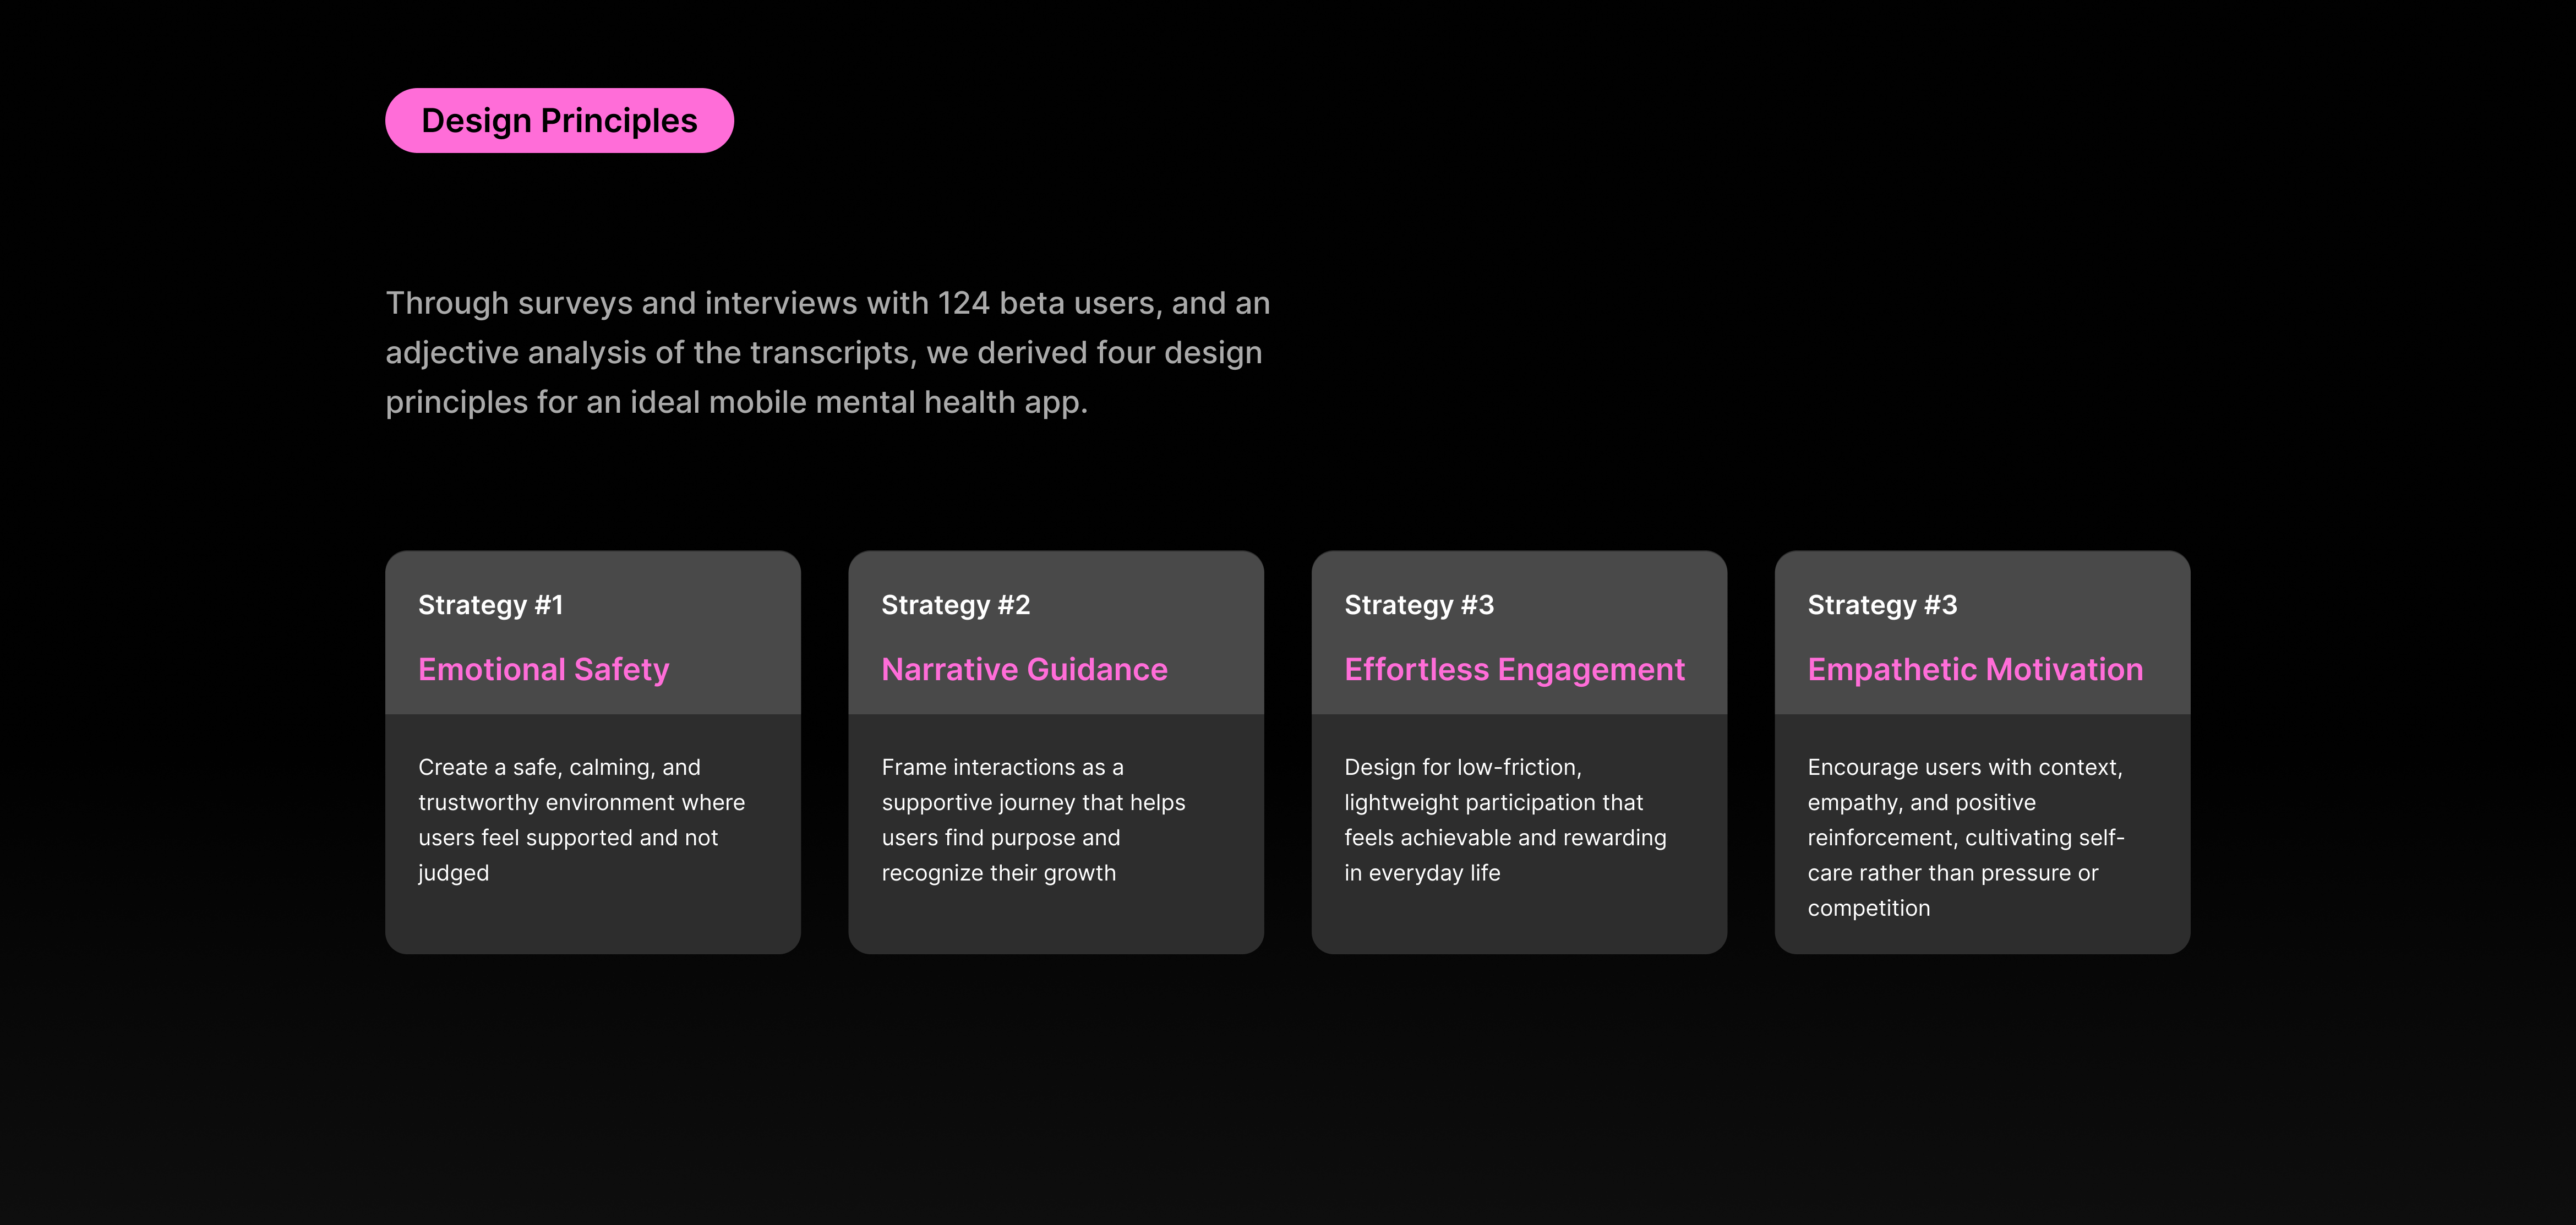 Design Principles
Through surveys and interviews with 124 beta users, and an
adjective analysis of the transcripts, we derived four design
principles for an ideal mobile mental health app.
Strategy #1
Emotional Safety
Create a safe, calming, and
trustworthy environment where
users feel supported and not
judged
Strategy #2
Narrative Guidance
Frame interactions as a
supportive journey that helps
users find purpose and
recognize their growth
Strategy #3
Effortless Engagement
Design for low-friction,
lightweight participation that
feels achievable and rewarding
in everyday life
Strategy #3
Empathetic Motivation
Encourage users with context,
empathy, and positive
reinforcement, cultivating self-
care rather than pressure or
competition